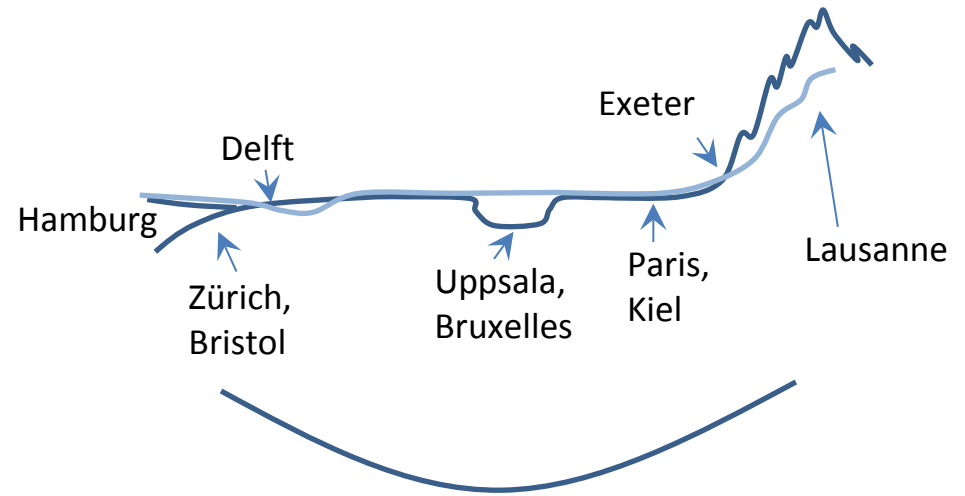 Exeter
Delft
Hamburg
Lausanne
Paris,
Kiel
Uppsala,
Bruxelles
Zürich,
Bristol